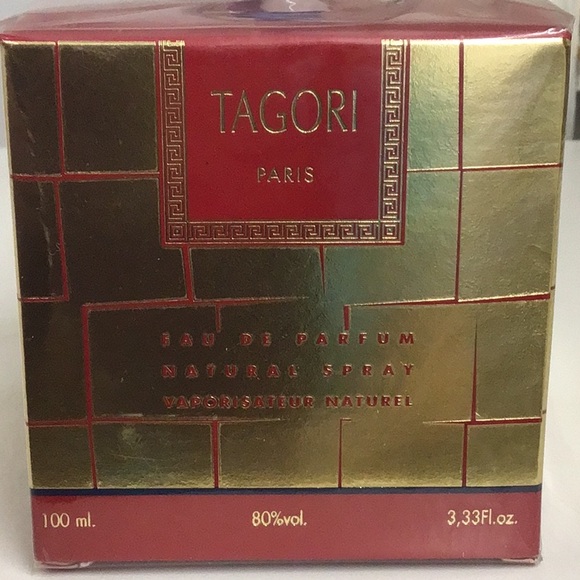 TAGORI
PARIS
EAU DE PARFUM
NATURAL SPRAY
VAPORISATEUR NATUREL
100 ml.
80%vol.
3,33Fl.oz.